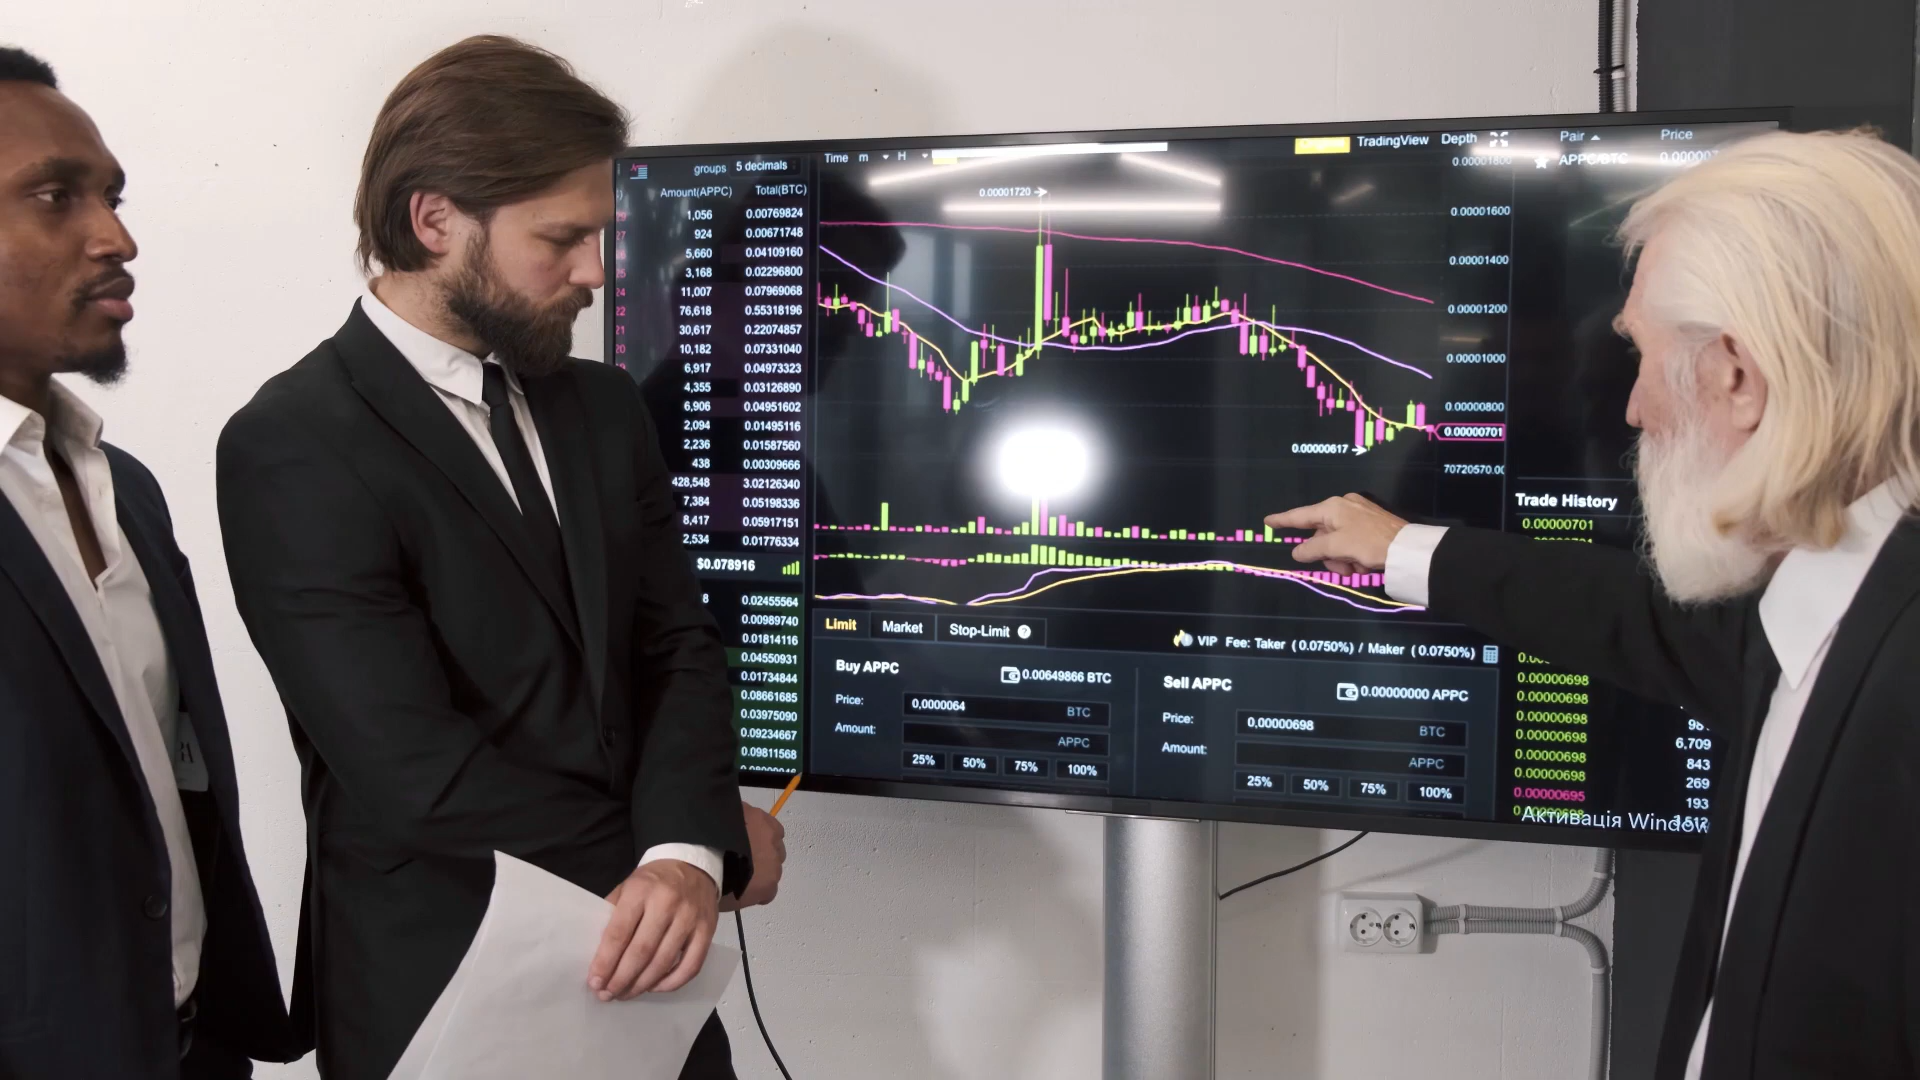 groups 5 decimals
Amount(APPC) Total(BTC)
1,056 0.00769824
924 0.00671748
5,660 0.04109160
3,168 0.02296800
11,007 0.07969068
76,618 0.55318196
30,617 0.22074857
10,182 0.07331040
6,917 0.04973323
4,355 0.03126890
6,906 0.04951602
2,094 0.01495116
2,236 0.01587560
438 0.00309666
428,548 3.02126340
7,384 0.05198336
8,417 0.05917151
2,534 0.01776334
$0.078916
8 0.02455564
0.00989740
0.01814116
0.04550931
0.01734844
0.08661685
0.03975090
0.09234667
0.09811568
Time m H
TradingView Depth
0.00001800
0.00001720
0.00001600
0.00001400
0.00001200
0.00001000
0.00000800
0.00000701
0.00000617
70720570.00
Limit Market Stop-Limit
VIP Fee: Taker ( 0.0750%) / Maker ( 0.0750%)
Buy APPC 0.00649866 BTC
Price: 0,0000064 BTC
Amount: APPC
25% 50% 75% 100%
Sell APPC 0.00000000 APPC
Price: 0,00000698 BTC
Amount: APPC
25% 50% 75% 100%
Pair Price
APPC/BTC
Trade History
0.00000701
0.00000698
0.00000698
0.00000698 98
0.00000698 6,709
0.00000698 843
0.00000698 269
0.00000695 193
Активація Window